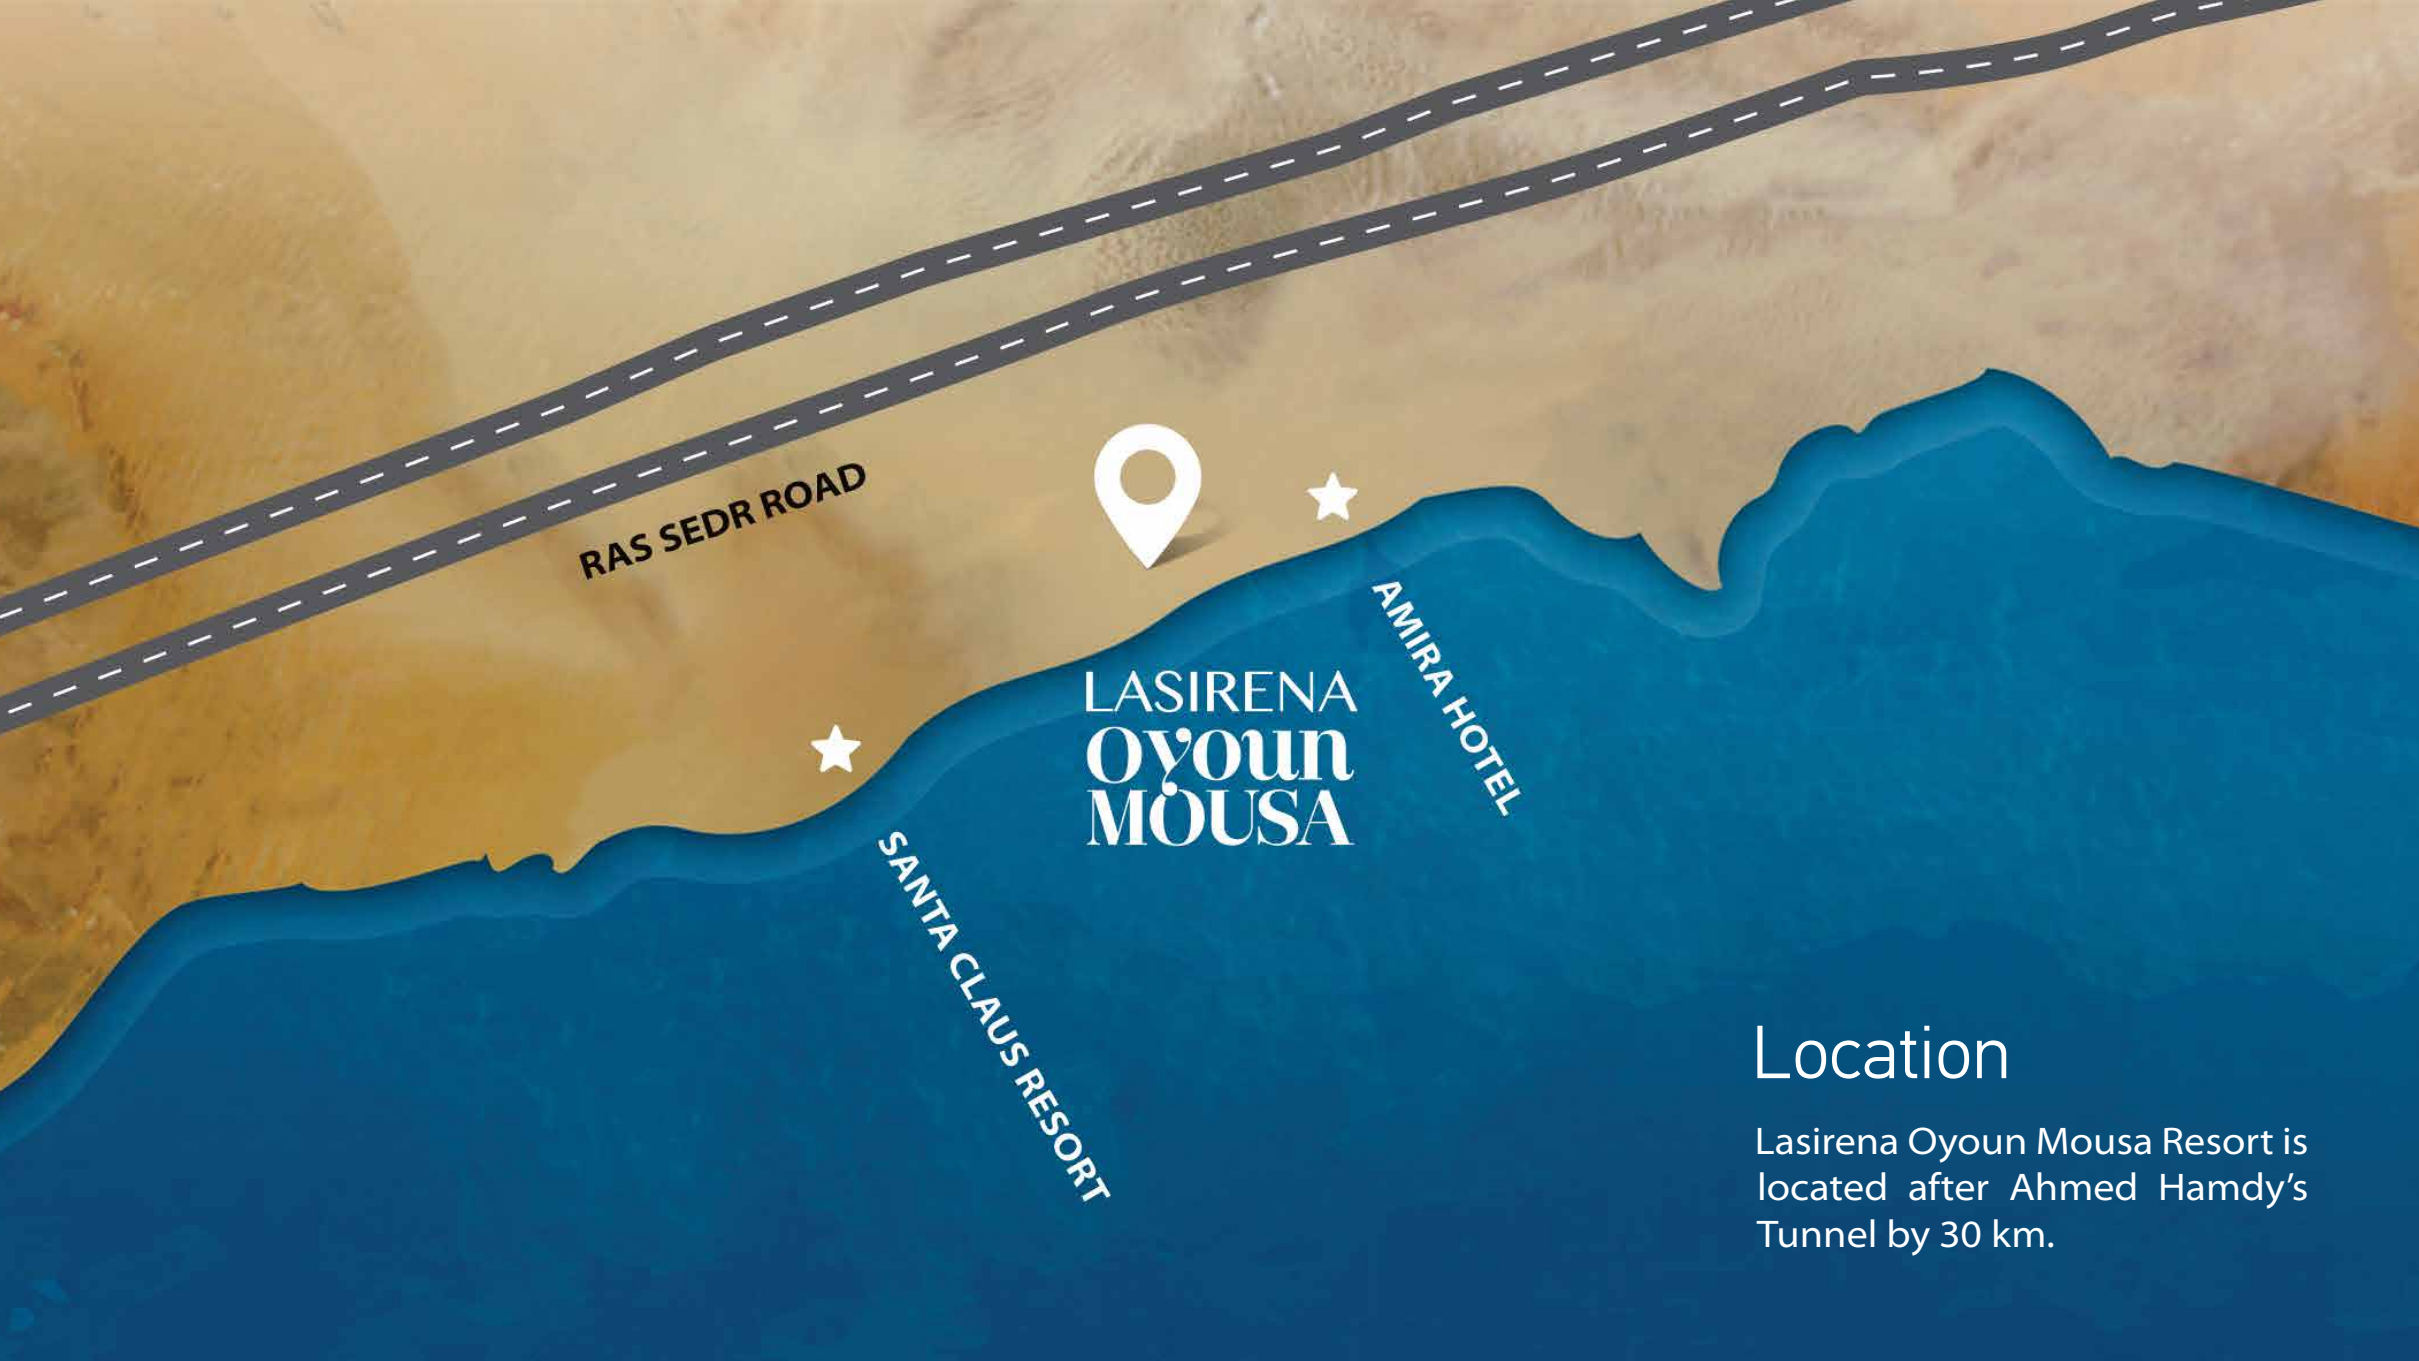 RAS SEDR ROAD
AMIRA HOTEL
LASIRENA
Oyoun
MOUSA
SANTA CLAUS RESORT
Location
Lasirena Oyoun Mousa Resort is
located after Ahmed Hamdy’s
Tunnel by 30 km.